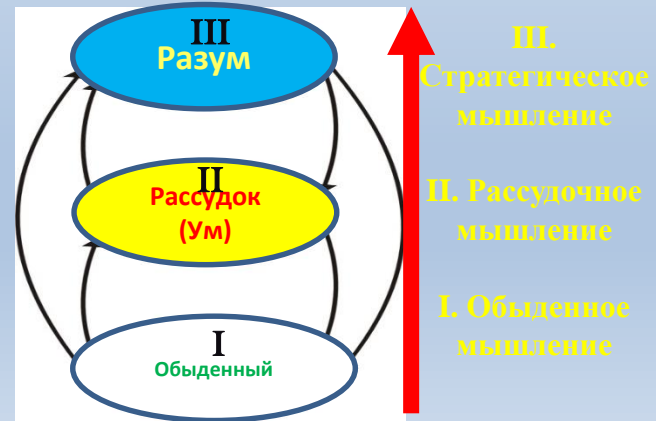 III
Разум
II
Рассудок
(Ум)
I
Обыденный
III.
Стратегическое
мышление
II. Рассудочное
мышление
I. Обыденное
мышление